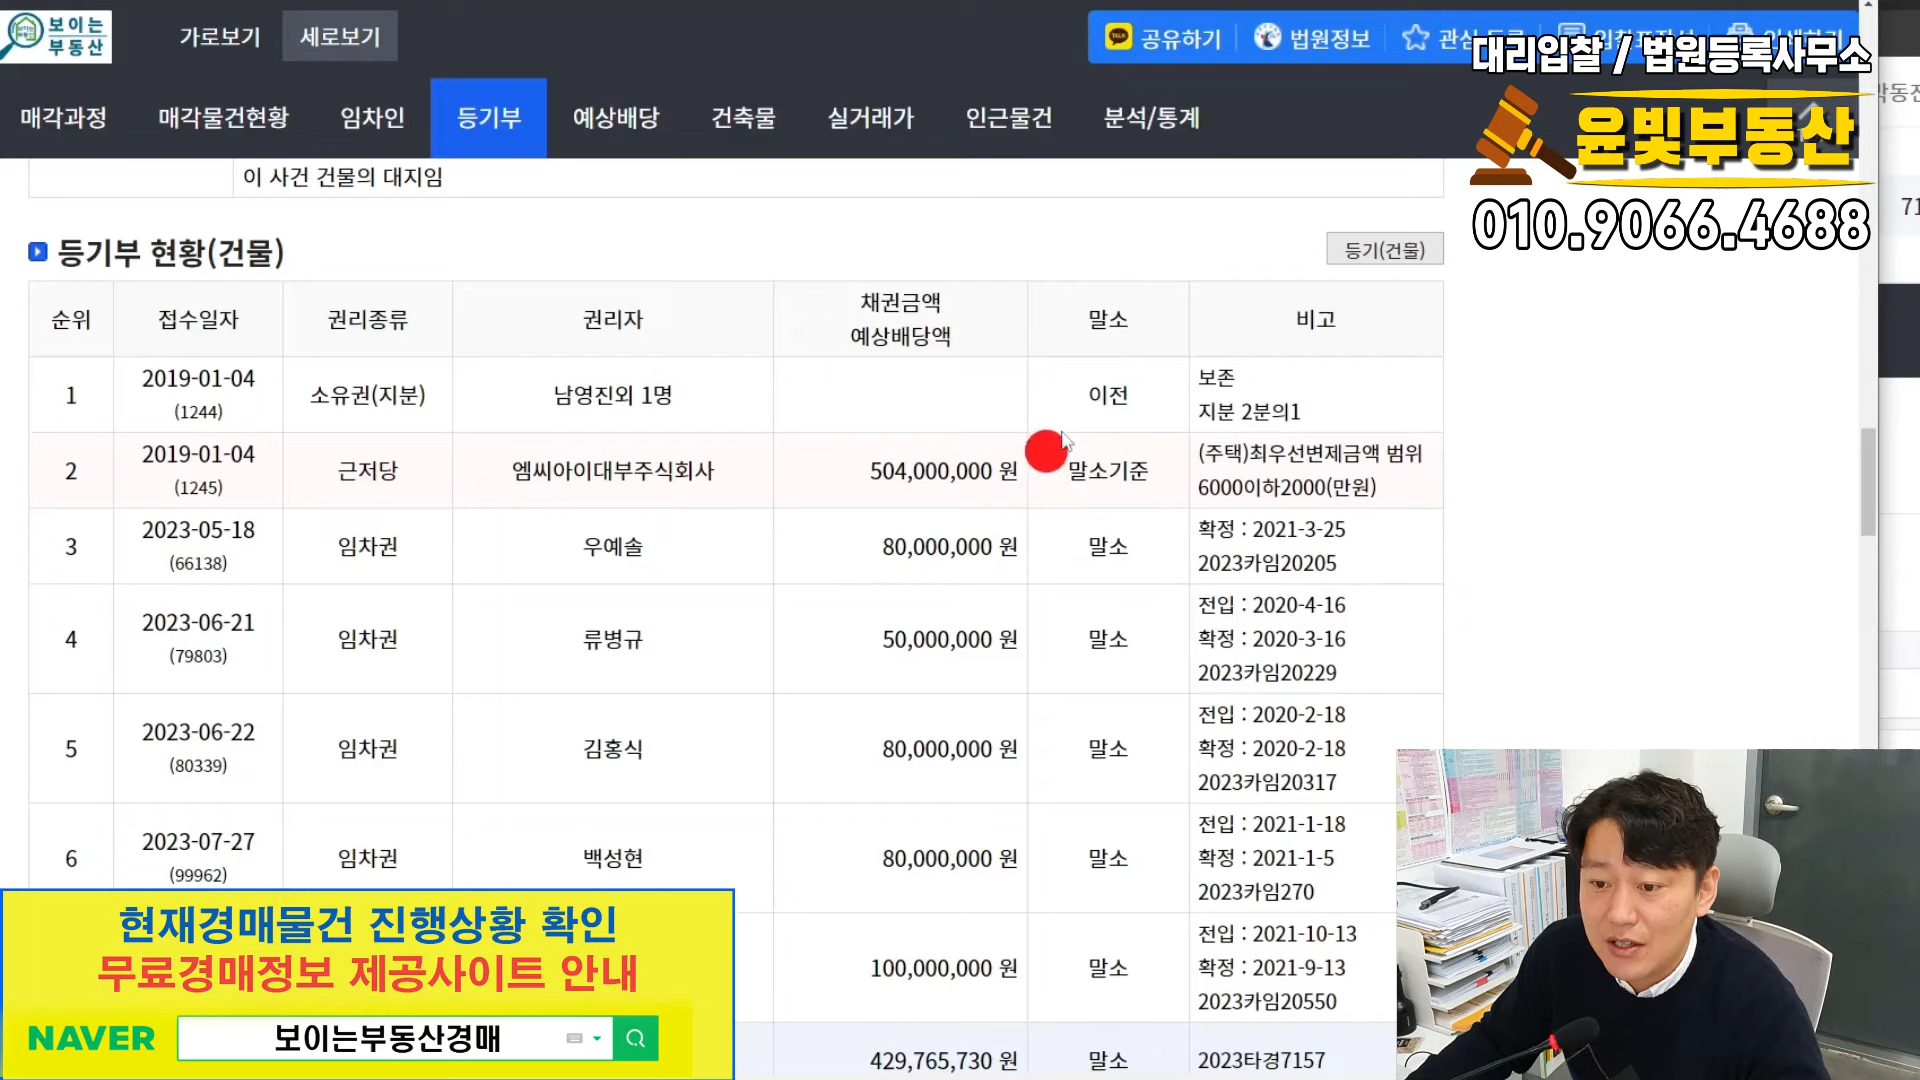 보이는
부동산
가로보기
세로보기
공유하기
법원정보
관심
대리입찰 / 법원등록사무소
윤빛부동산
010.9066.4688
매각과정
매각물건현황
임차인
등기부
예상배당
건축물
실거래가
인근물건
분석/통계
71
이 사건 건물의 대지임
등기부 현황(건물)
등기(건물)
순위 접수일자 권리종류 권리자 채권금액 말소 비고
예상배당액
1 2019-01-04 소유권(지분) 남영진외 1명 이전 보존
(1244) 지분 2분의1
2 2019-01-04 근저당 엠씨아이대부주식회사 504,000,000 원 말소기준 (주택)최우선변제금액 범위
(1245) 6000이하2000(만원)
3 2023-05-18 임차권 우예솔 80,000,000 원 말소 확정 : 2021-3-25
(66138) 2023카임20205
4 2023-06-21 임차권 류병규 50,000,000 원 말소 전입 : 2020-4-16
(79803) 확정 : 2020-3-16
2023카임20229
5 2023-06-22 임차권 김홍식 80,000,000 원 말소 전입 : 2020-2-18
(80339) 확정 : 2020-2-18
2023카임20317
6 2023-07-27 임차권 백성현 80,000,000 원 말소 전입 : 2021-1-18
(99962) 확정 : 2021-1-5
2023카임270
100,000,000 원 말소 전입 : 2021-10-13
확정 : 2021-9-13
2023카임20550
429,765,730 원 말소 2023타경7157
현재경매물건 진행상황 확인
무료경매정보 제공사이트 안내
NAVER
보이는부동산경매